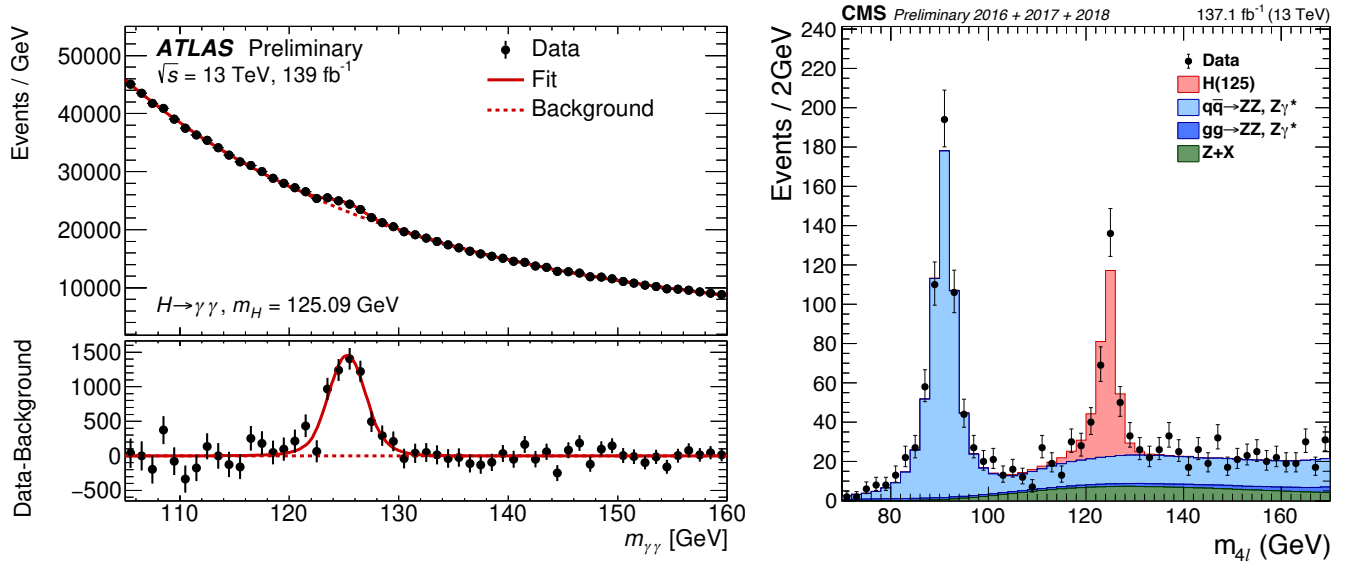 ATLAS Preliminary
√s = 13 TeV, 139 fb⁻¹
Data
Fit
Background
H→γγ, m_H = 125.09 GeV
Events / GeV
50000
40000
30000
20000
10000
Data-Background
1500
1000
500
0
−500
110 120 130 140 150 160
m_γγ [GeV]
CMS Preliminary 2016 + 2017 + 2018 137.1 fb⁻¹ (13 TeV)
Events / 2GeV
240
220
200
180
160
140
120
100
80
60
40
20
0
Data
H(125)
qq̄→ZZ, Zγ*
gg→ZZ, Zγ*
Z+X
80 100 120 140 160
m_4l (GeV)